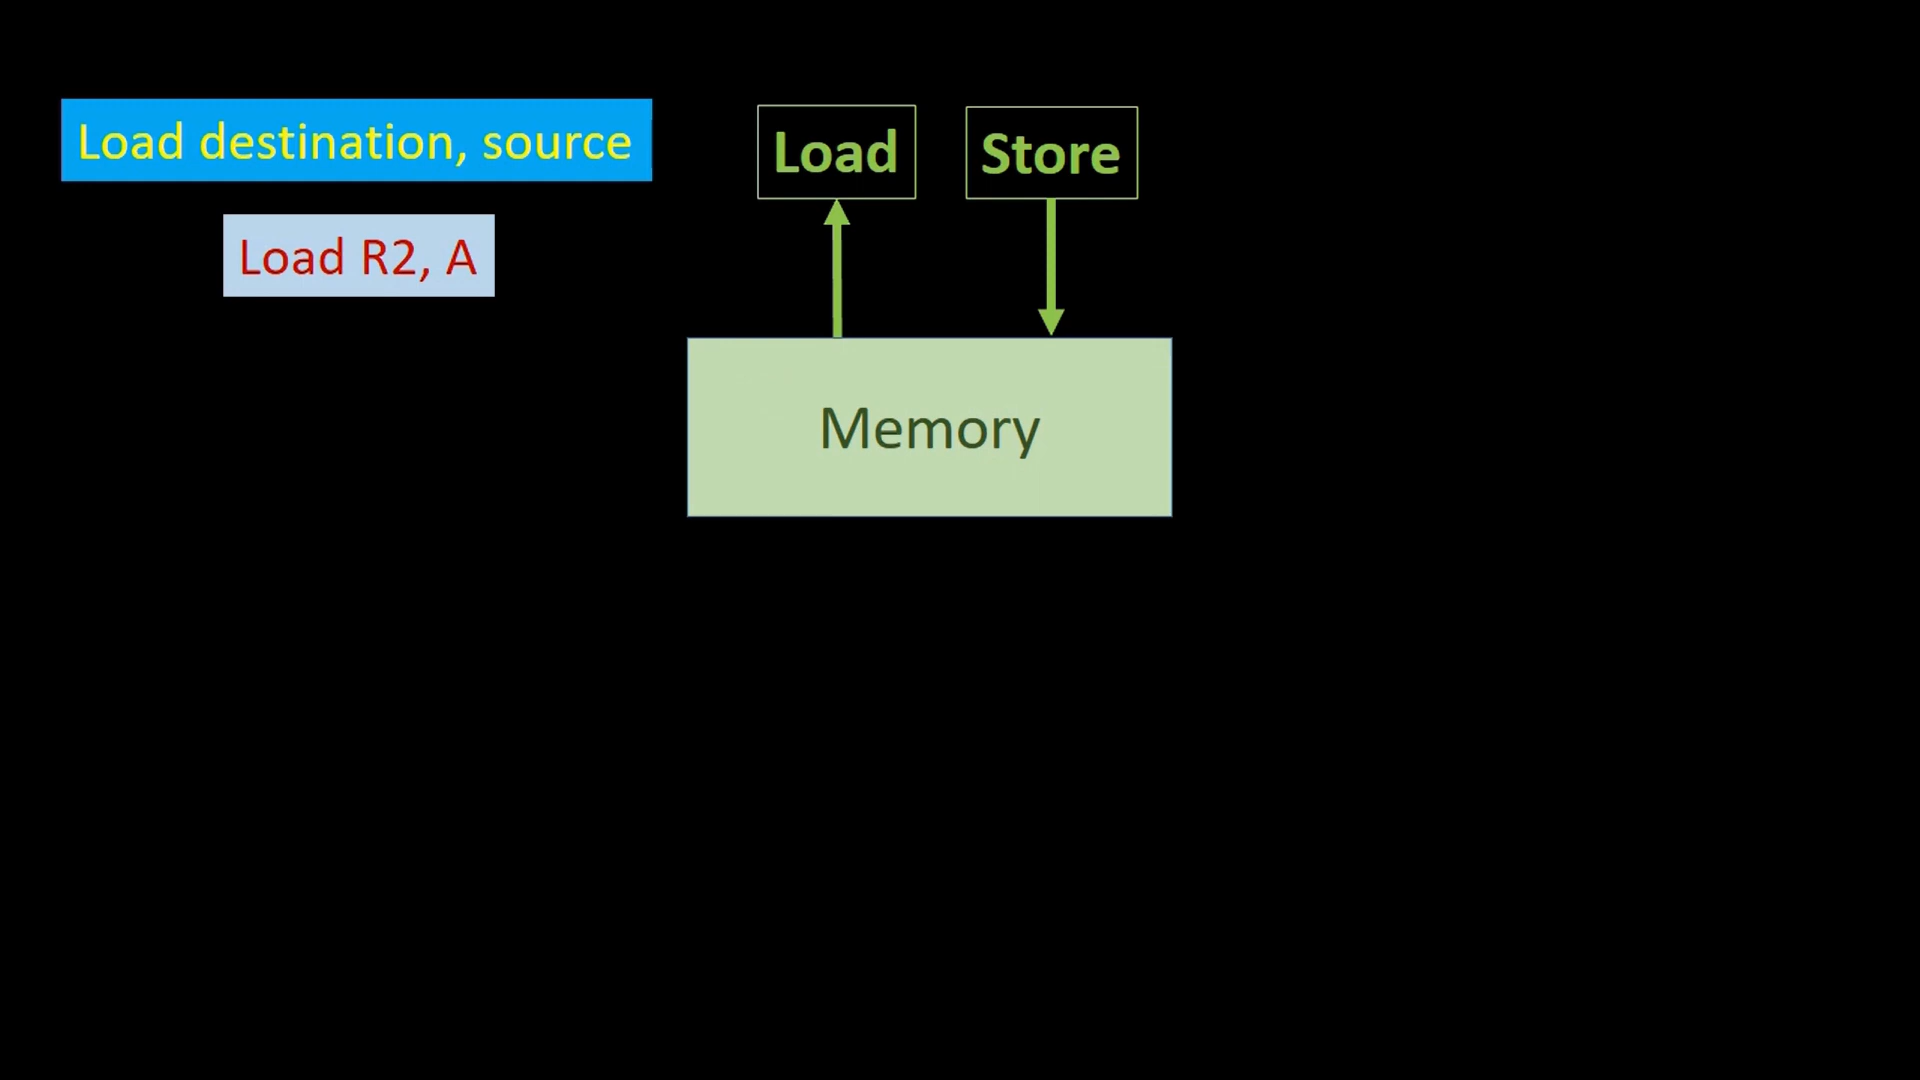 Load destination, source
Load R2, A
Load
Store
Memory